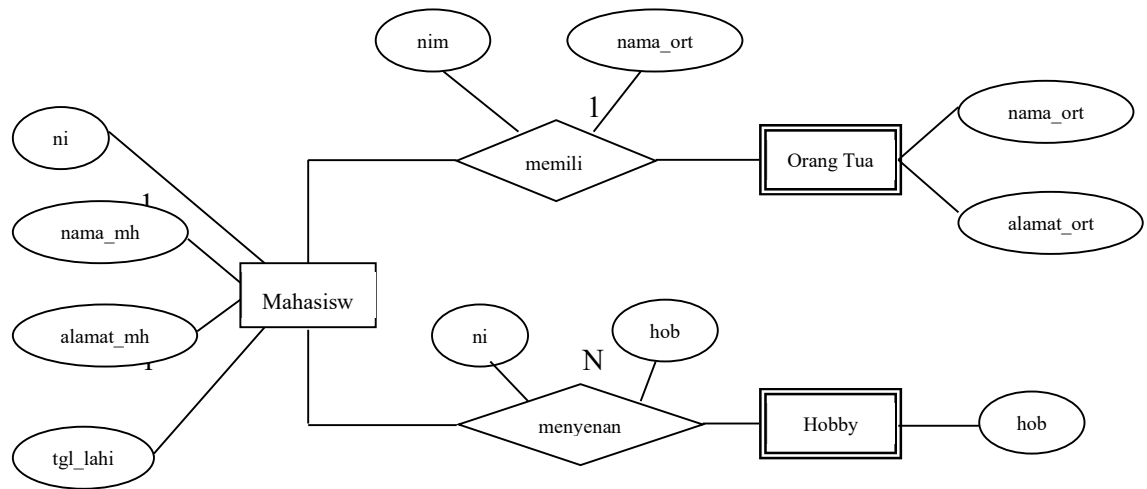 nim
nama_ort
1
ni
nama_ort
memili
Orang Tua
1
nama_mh
alamat_ort
Mahasisw
alamat_mh
1
ni
hob
N
menyenan
Hobby
hob
tgl_lahi